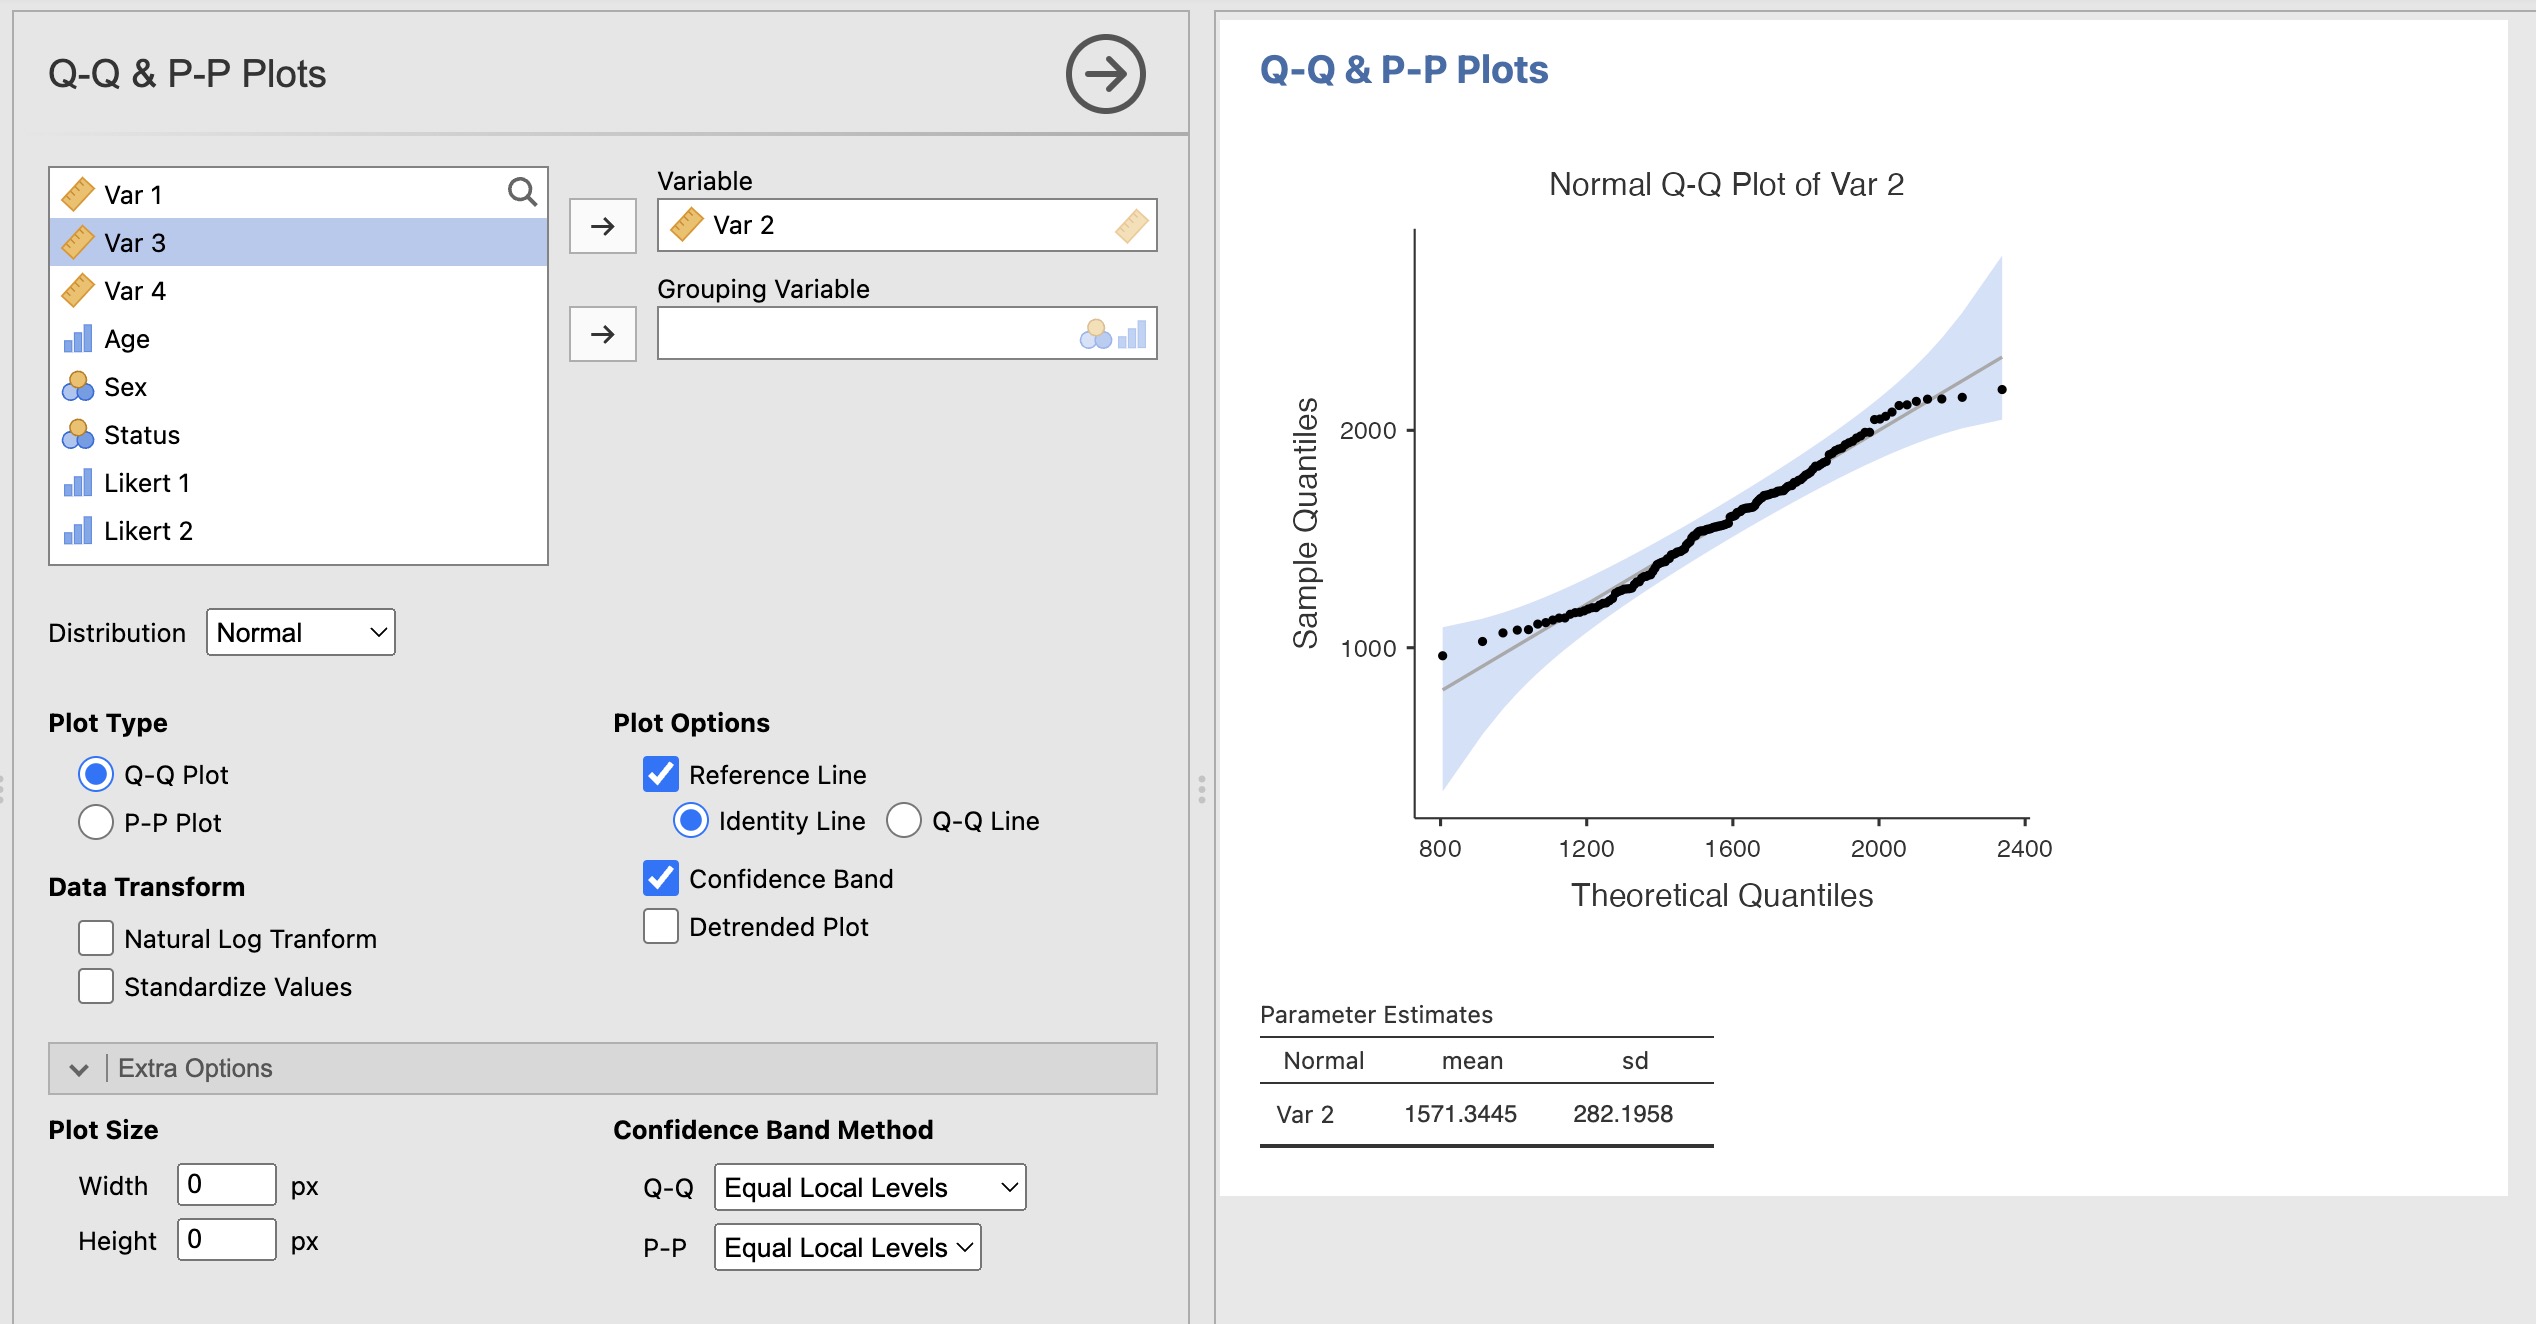 Q-Q & P-P Plots
Var 1
Var 3
Var 4
Age
Sex
Status
Likert 1
Likert 2
Variable
Var 2
Grouping Variable
Distribution Normal
Plot Type
Q-Q Plot
P-P Plot
Data Transform
Natural Log Tranform
Standardize Values
Plot Options
Reference Line
Identity Line Q-Q Line
Confidence Band
Detrended Plot
Extra Options
Plot Size
Width 0 px
Height 0 px
Confidence Band Method
Q-Q Equal Local Levels
P-P Equal Local Levels
Q-Q & P-P Plots
Normal Q-Q Plot of Var 2
Sample Quantiles
2000
1000
800 1200 1600 2000 2400
Theoretical Quantiles
Parameter Estimates
Normal mean sd
Var 2 1571.3445 282.1958